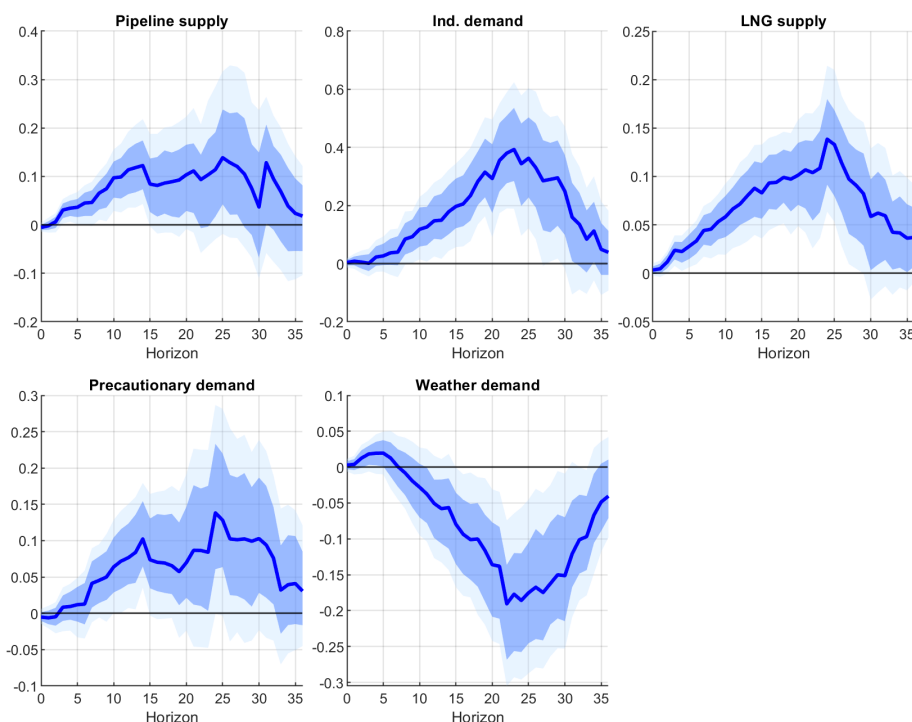 Pipeline supply
0.4
0.3
0.2
0.1
0
-0.1
-0.2
0 5 10 15 20 25 30 35
Horizon
Ind. demand
0.8
0.6
0.4
0.2
0
-0.2
0 5 10 15 20 25 30 35
Horizon
LNG supply
0.25
0.2
0.15
0.1
0.05
0
-0.05
0 5 10 15 20 25 30 35
Horizon
Precautionary demand
0.3
0.25
0.2
0.15
0.1
0.05
0
-0.05
-0.1
0 5 10 15 20 25 30 35
Horizon
Weather demand
0.1
0.05
0
-0.05
-0.1
-0.15
-0.2
-0.25
-0.3
0 5 10 15 20 25 30 35
Horizon